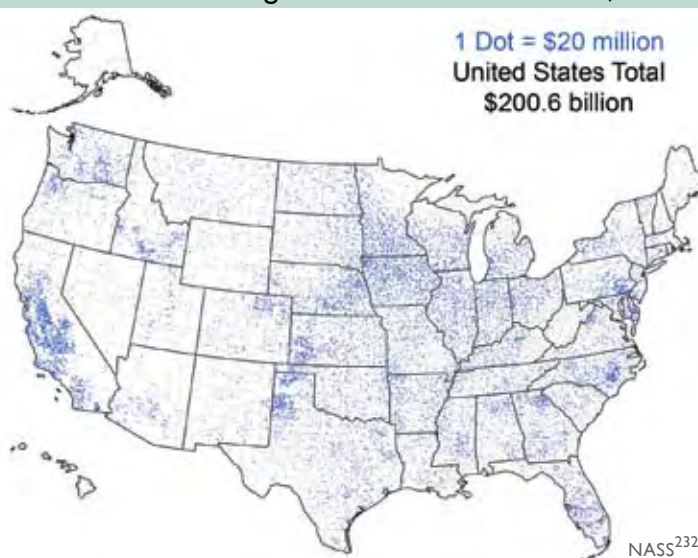 1 Dot = $20 million
United States Total
$200.6 billion
NASS232